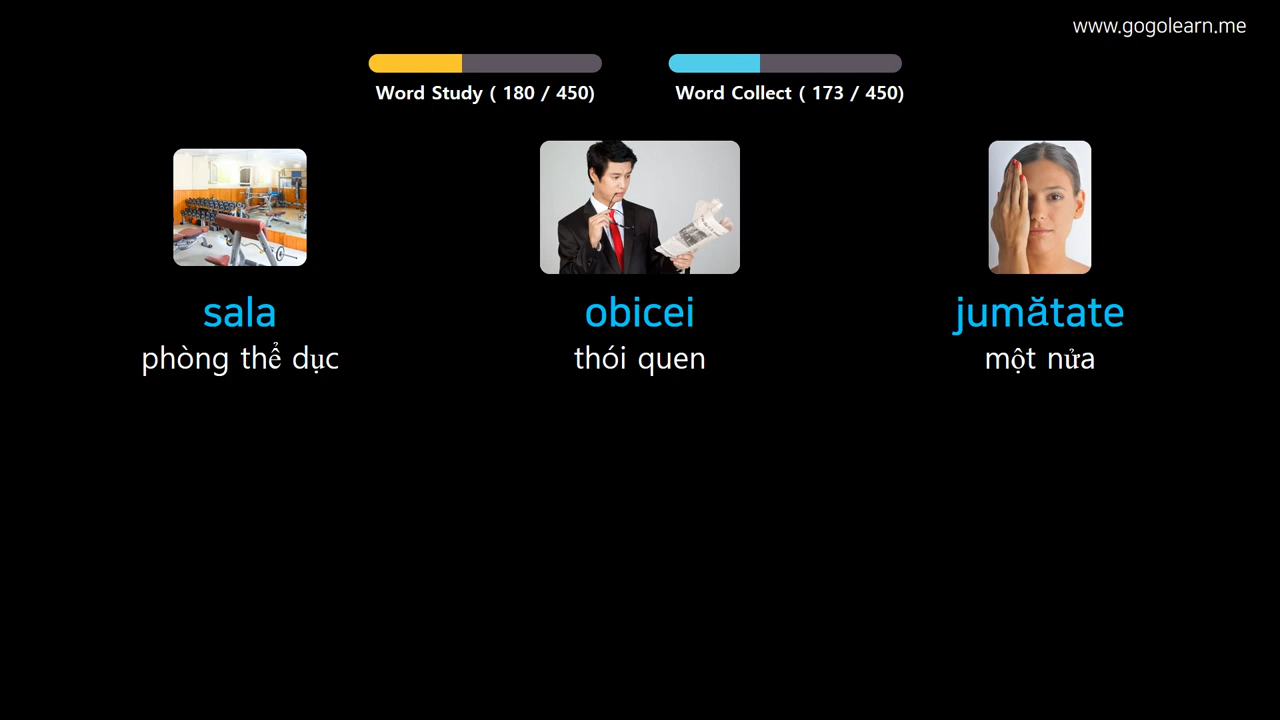 www.gogolearn.me
Word Study ( 180 / 450)
Word Collect ( 173 / 450)
sala
phòng thể dục
obicei
thói quen
jumătate
một nửa